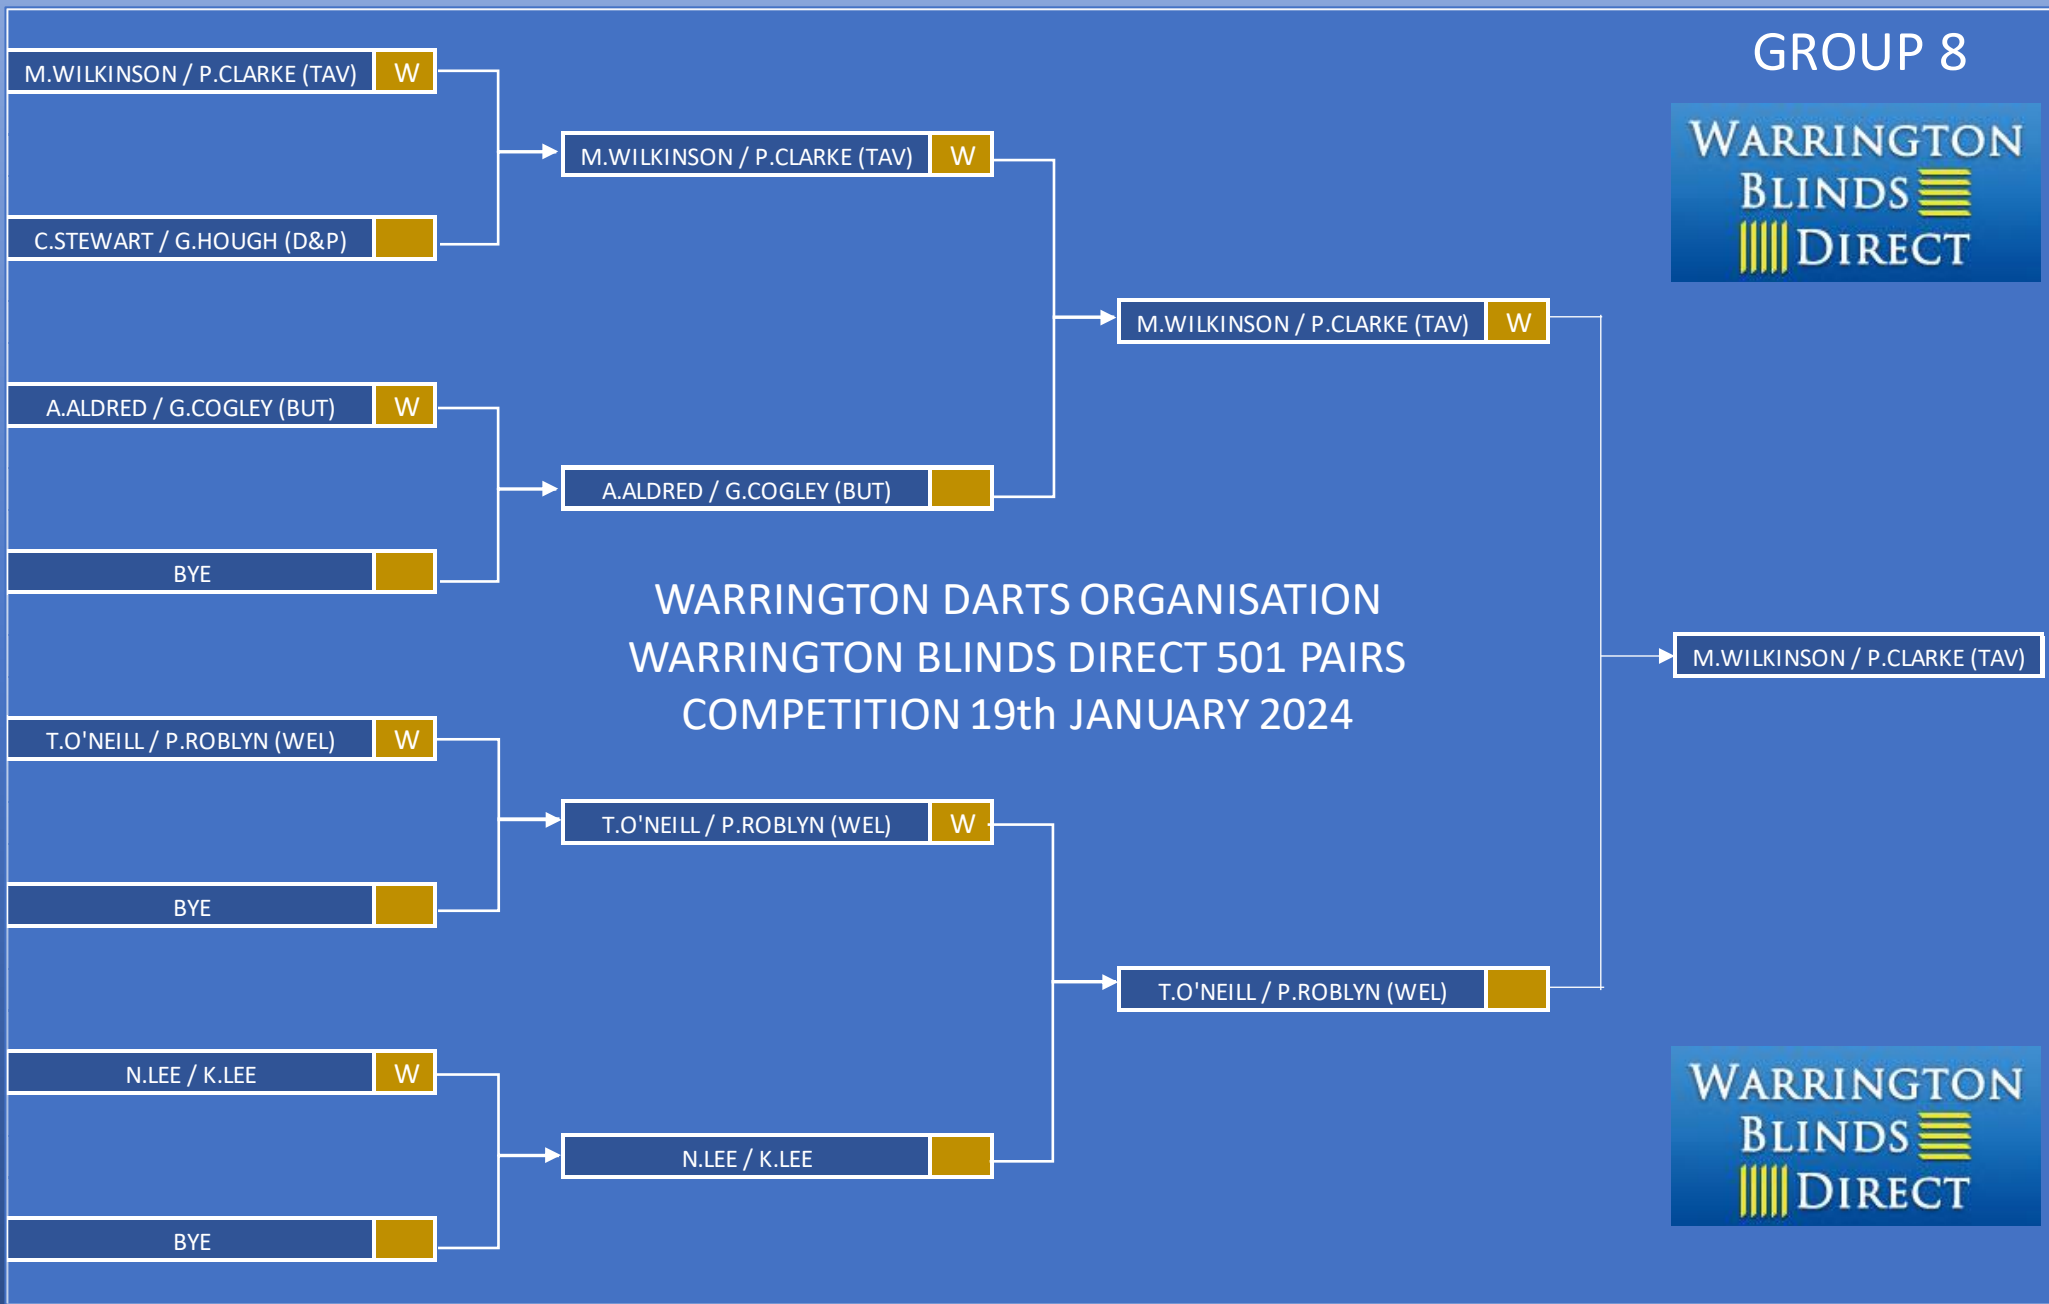 GROUP 8
WARRINGTON
BLINDS
DIRECT
M.WILKINSON / P.CLARKE (TAV) W
C.STEWART / G.HOUGH (D&P)
A.ALDRED / G.COGLEY (BUT) W
BYE
T.O'NEILL / P.ROBLYN (WEL) W
BYE
N.LEE / K.LEE W
BYE
M.WILKINSON / P.CLARKE (TAV) W
A.ALDRED / G.COGLEY (BUT)
WARRINGTON DARTS ORGANISATION
WARRINGTON BLINDS DIRECT 501 PAIRS
COMPETITION 19th JANUARY 2024
T.O'NEILL / P.ROBLYN (WEL) W
N.LEE / K.LEE
M.WILKINSON / P.CLARKE (TAV) W
T.O'NEILL / P.ROBLYN (WEL)
M.WILKINSON / P.CLARKE (TAV)
WARRINGTON
BLINDS
DIRECT